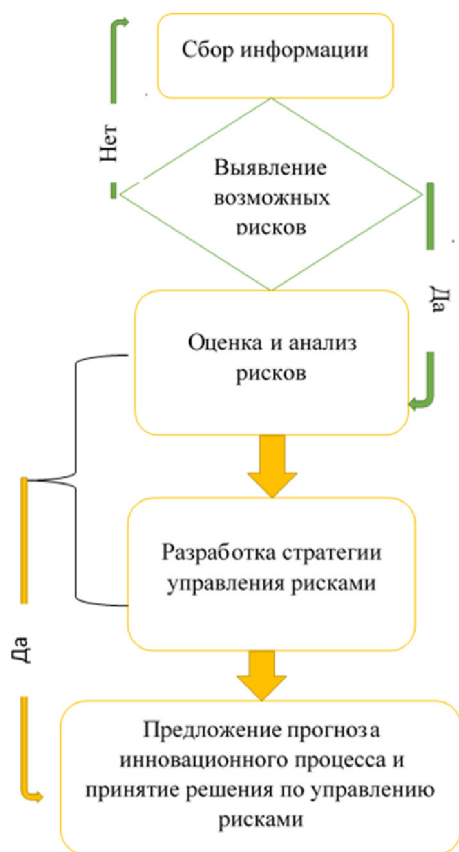 Сбор информации
Нет
Выявление
возможных
рисков
Да
Оценка и анализ
рисков
Разработка стратегии
управления рисками
Да
Предложение прогноза
инновационного процесса и
принятие решения по управлению
рисками